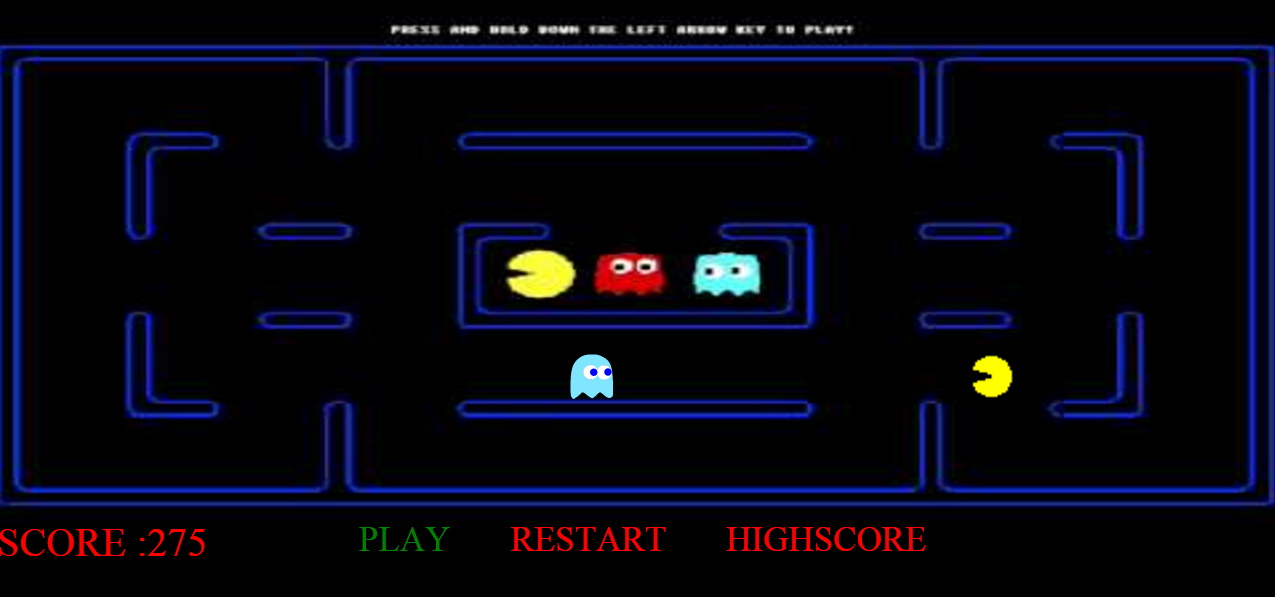 PRESS AND HOLD DOWN THE LEFT ARROW KEY TO PLAY!
SCORE :275 PLAY RESTART HIGHSCORE